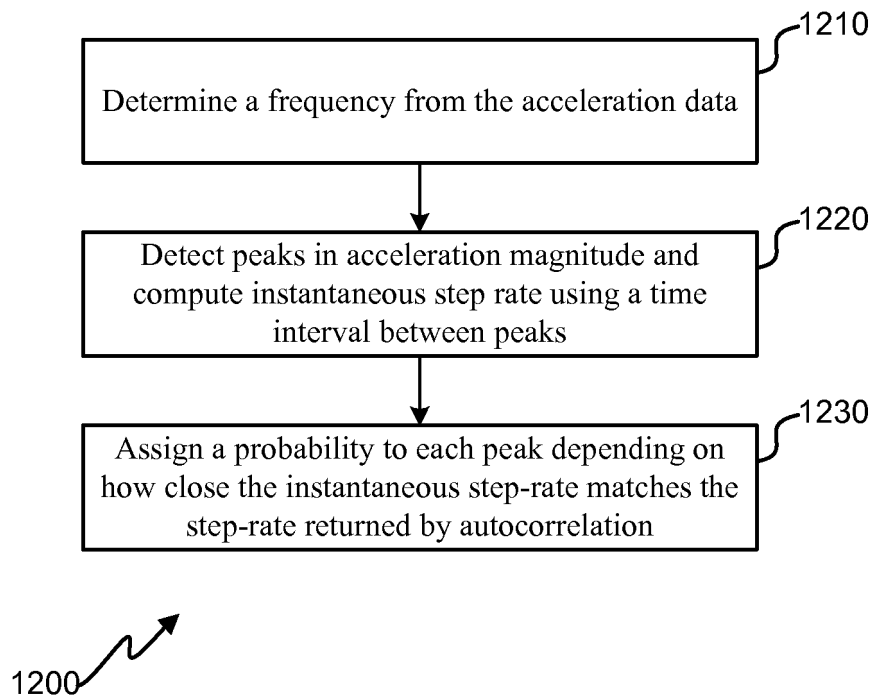 1210
Determine a frequency from the acceleration data
1220
Detect peaks in acceleration magnitude and
compute instantaneous step rate using a time
interval between peaks
1230
Assign a probability to each peak depending on
how close the instantaneous step-rate matches the
step-rate returned by autocorrelation
1200